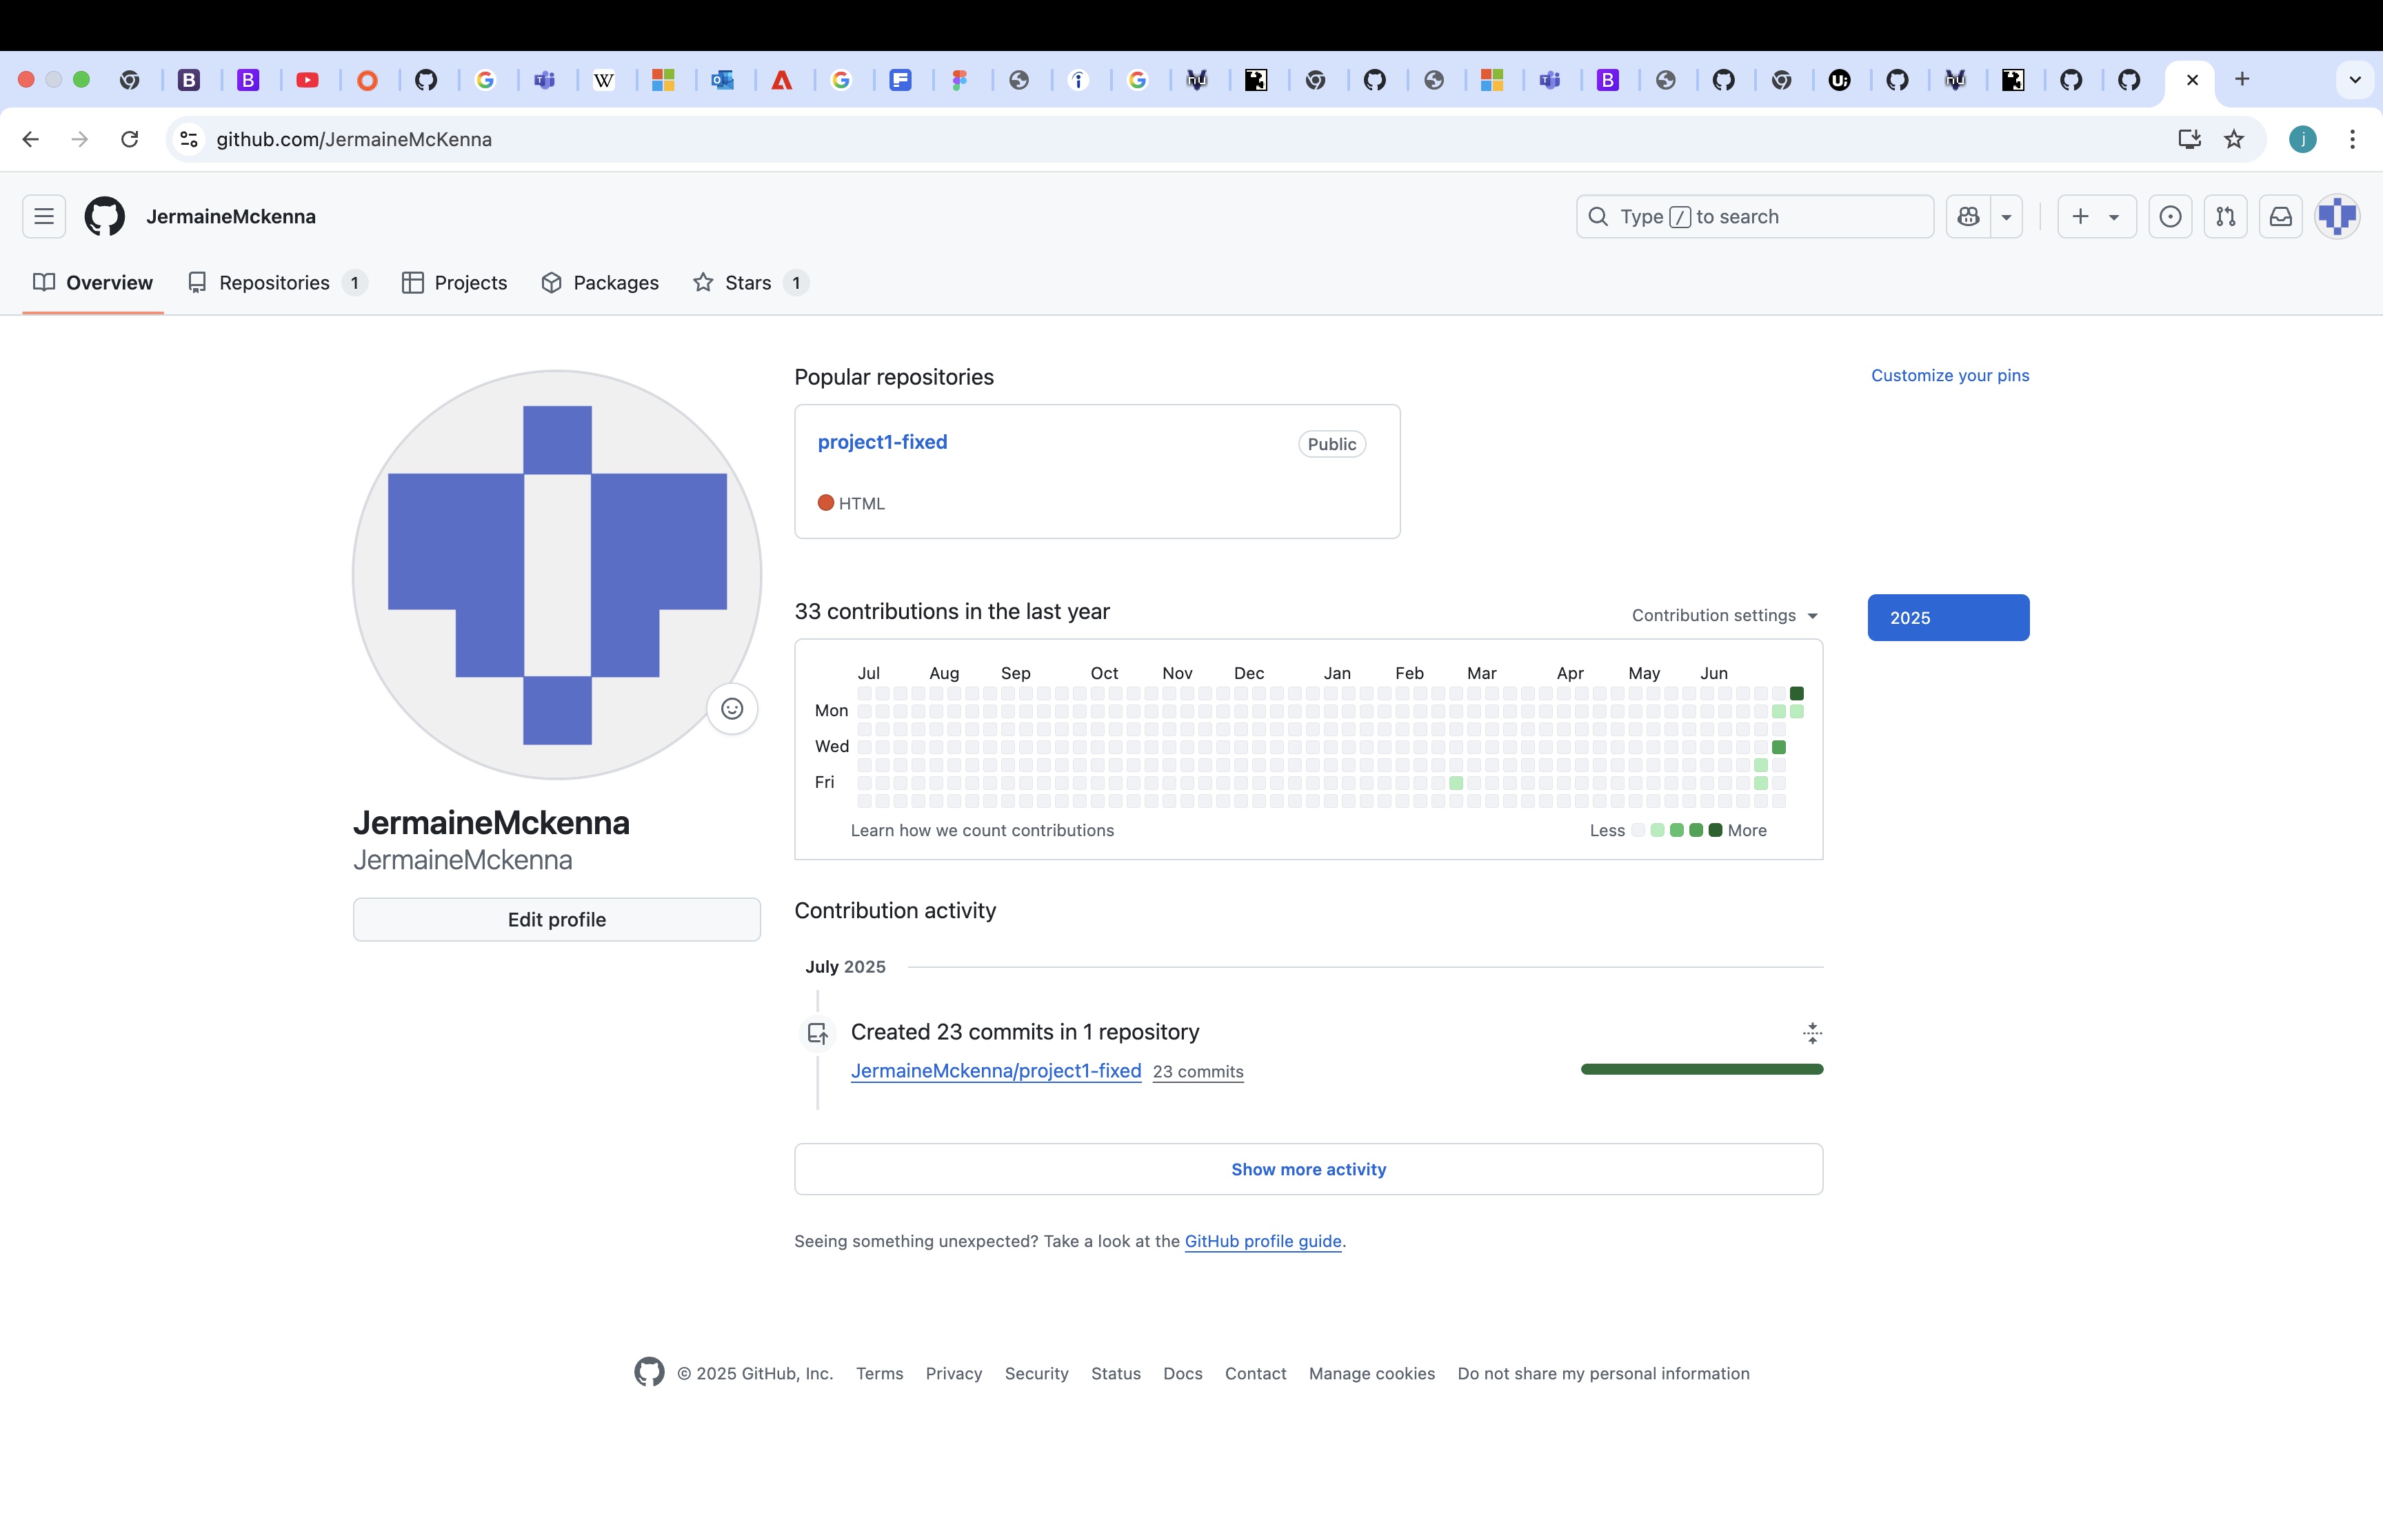 github.com/JermaineMcKenna
j
JermaineMckenna
Type / to search
Overview
Repositories 1
Projects
Packages
Stars 1
Popular repositories
Customize your pins
project1-fixed
Public
HTML
33 contributions in the last year
Contribution settings
2025
Jul Aug Sep Oct Nov Dec Jan Feb Mar Apr May Jun
Mon
Wed
Fri
Learn how we count contributions
Less More
JermaineMckenna
JermaineMckenna
Edit profile
Contribution activity
July 2025
Created 23 commits in 1 repository
JermaineMckenna/project1-fixed 23 commits
Show more activity
Seeing something unexpected? Take a look at the GitHub profile guide.
© 2025 GitHub, Inc. Terms Privacy Security Status Docs Contact Manage cookies Do not share my personal information